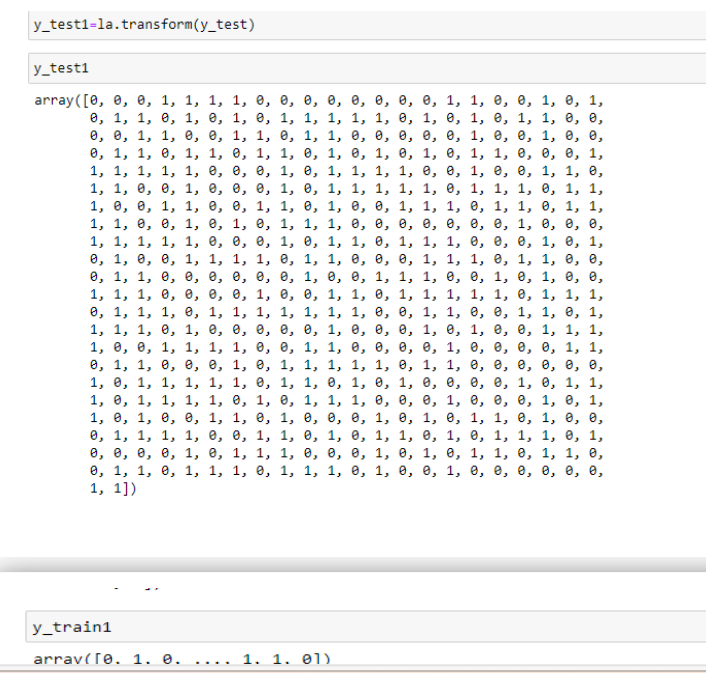 y_test1=la.transform(y_test)
y_test1
array([0, 0, 0, 1, 1, 1, 1, 0, 0, 0, 0, 0, 0, 0, 0, 1, 1, 0, 0, 1, 0, 1,
0, 1, 1, 0, 1, 0, 1, 0, 1, 1, 1, 1, 1, 0, 1, 0, 1, 0, 1, 1, 0, 0,
0, 0, 1, 1, 0, 0, 1, 1, 0, 1, 1, 0, 0, 0, 0, 0, 1, 0, 0, 1, 0, 0,
0, 1, 1, 0, 1, 1, 0, 1, 1, 0, 1, 0, 1, 0, 1, 0, 1, 1, 0, 0, 0, 1,
1, 1, 1, 1, 1, 0, 0, 0, 1, 0, 1, 1, 1, 1, 0, 0, 1, 0, 0, 1, 1, 0,
1, 1, 0, 0, 1, 0, 0, 0, 1, 0, 1, 1, 1, 1, 1, 0, 1, 1, 1, 0, 1, 1,
1, 0, 0, 1, 1, 0, 0, 1, 1, 0, 1, 0, 0, 1, 1, 1, 0, 1, 1, 0, 1, 1,
1, 1, 0, 0, 1, 0, 1, 0, 1, 1, 1, 0, 0, 0, 0, 0, 0, 0, 1, 0, 0, 0,
1, 1, 1, 1, 1, 0, 0, 0, 1, 0, 1, 1, 0, 1, 1, 1, 0, 0, 0, 1, 0, 1,
0, 1, 0, 0, 1, 1, 1, 1, 0, 1, 1, 0, 0, 0, 1, 1, 1, 0, 1, 1, 0, 0,
0, 1, 1, 0, 0, 0, 0, 0, 0, 1, 0, 0, 1, 1, 1, 0, 0, 1, 0, 1, 0, 0,
1, 1, 1, 0, 0, 0, 0, 1, 0, 0, 1, 1, 0, 1, 1, 1, 1, 1, 0, 1, 1, 1,
0, 1, 1, 1, 0, 1, 1, 1, 1, 1, 1, 1, 0, 0, 1, 1, 0, 0, 1, 1, 0, 1,
1, 1, 1, 0, 1, 0, 0, 0, 0, 0, 1, 0, 0, 0, 1, 0, 1, 0, 0, 1, 1, 1,
1, 0, 0, 1, 1, 1, 1, 0, 0, 1, 1, 0, 0, 0, 0, 1, 0, 0, 0, 0, 1, 1,
0, 1, 1, 0, 0, 0, 1, 0, 1, 1, 1, 1, 1, 0, 1, 1, 0, 0, 0, 0, 0, 0,
1, 0, 1, 1, 1, 1, 1, 0, 1, 1, 0, 1, 0, 1, 0, 0, 0, 0, 1, 0, 1, 1,
1, 0, 1, 1, 1, 1, 0, 1, 0, 1, 1, 1, 0, 0, 0, 1, 0, 0, 0, 1, 0, 1,
1, 0, 1, 0, 0, 1, 1, 0, 1, 0, 0, 0, 1, 0, 1, 0, 1, 1, 0, 1, 0, 0,
0, 1, 1, 1, 1, 0, 0, 1, 1, 0, 1, 0, 1, 1, 0, 1, 0, 1, 1, 1, 0, 1,
0, 0, 0, 0, 1, 0, 1, 1, 1, 0, 0, 0, 1, 0, 1, 0, 1, 1, 0, 1, 1, 0,
0, 1, 1, 0, 1, 1, 1, 0, 1, 1, 1, 0, 1, 0, 0, 1, 0, 0, 0, 0, 0, 0,
1, 1])
y_train1
array([0, 1, 0, ..., 1, 1, 0])